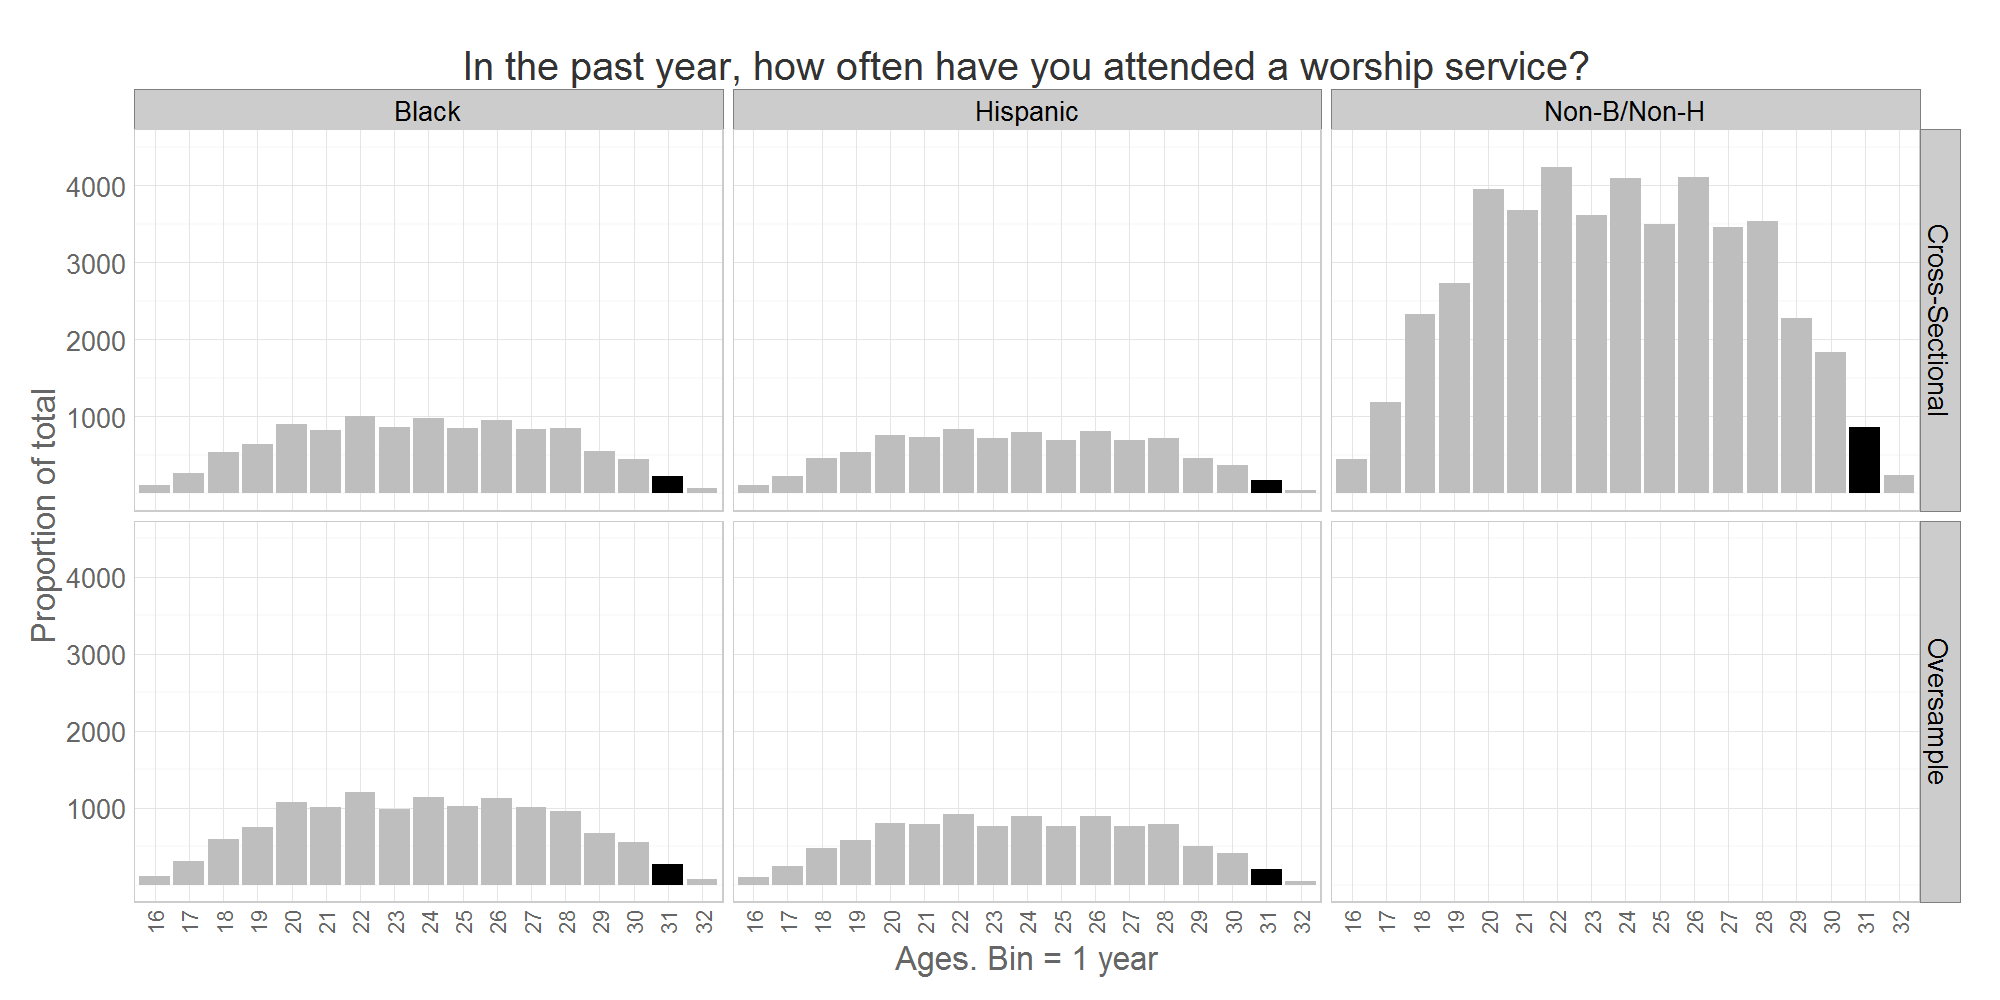 In the past year, how often have you attended a worship service?
Black
Hispanic
Non-B/Non-H
4000
3000
2000
1000
Cross-Sectional
Proportion of total
4000
3000
2000
1000
Oversample
16 17 18 19 20 21 22 23 24 25 26 27 28 29 30 31 32
16 17 18 19 20 21 22 23 24 25 26 27 28 29 30 31 32
16 17 18 19 20 21 22 23 24 25 26 27 28 29 30 31 32
Ages. Bin = 1 year